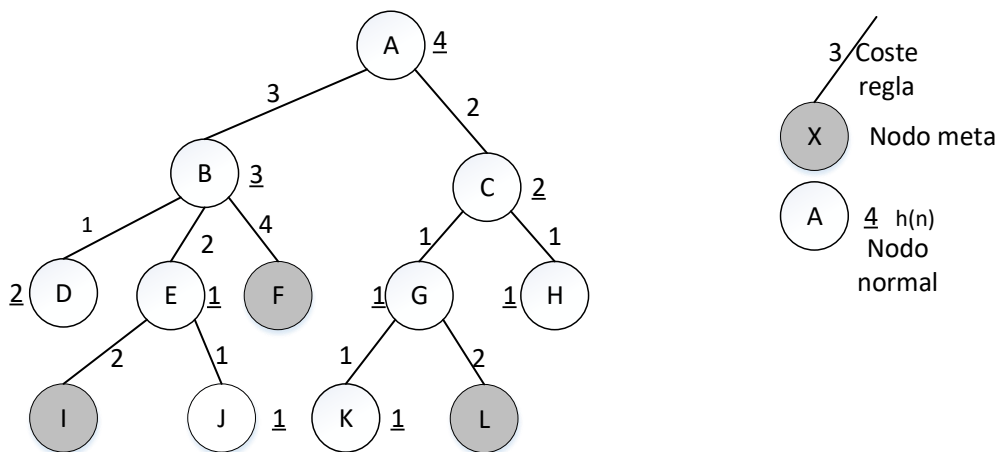 A 4
3
2
B 3
C 2
1
2
4
1
1
2 D
E 1
F
1 G
1 H
2
1
1
2
I
J 1
K 1
L
3 Coste
regla
X Nodo meta
A 4 h(n)
Nodo
normal